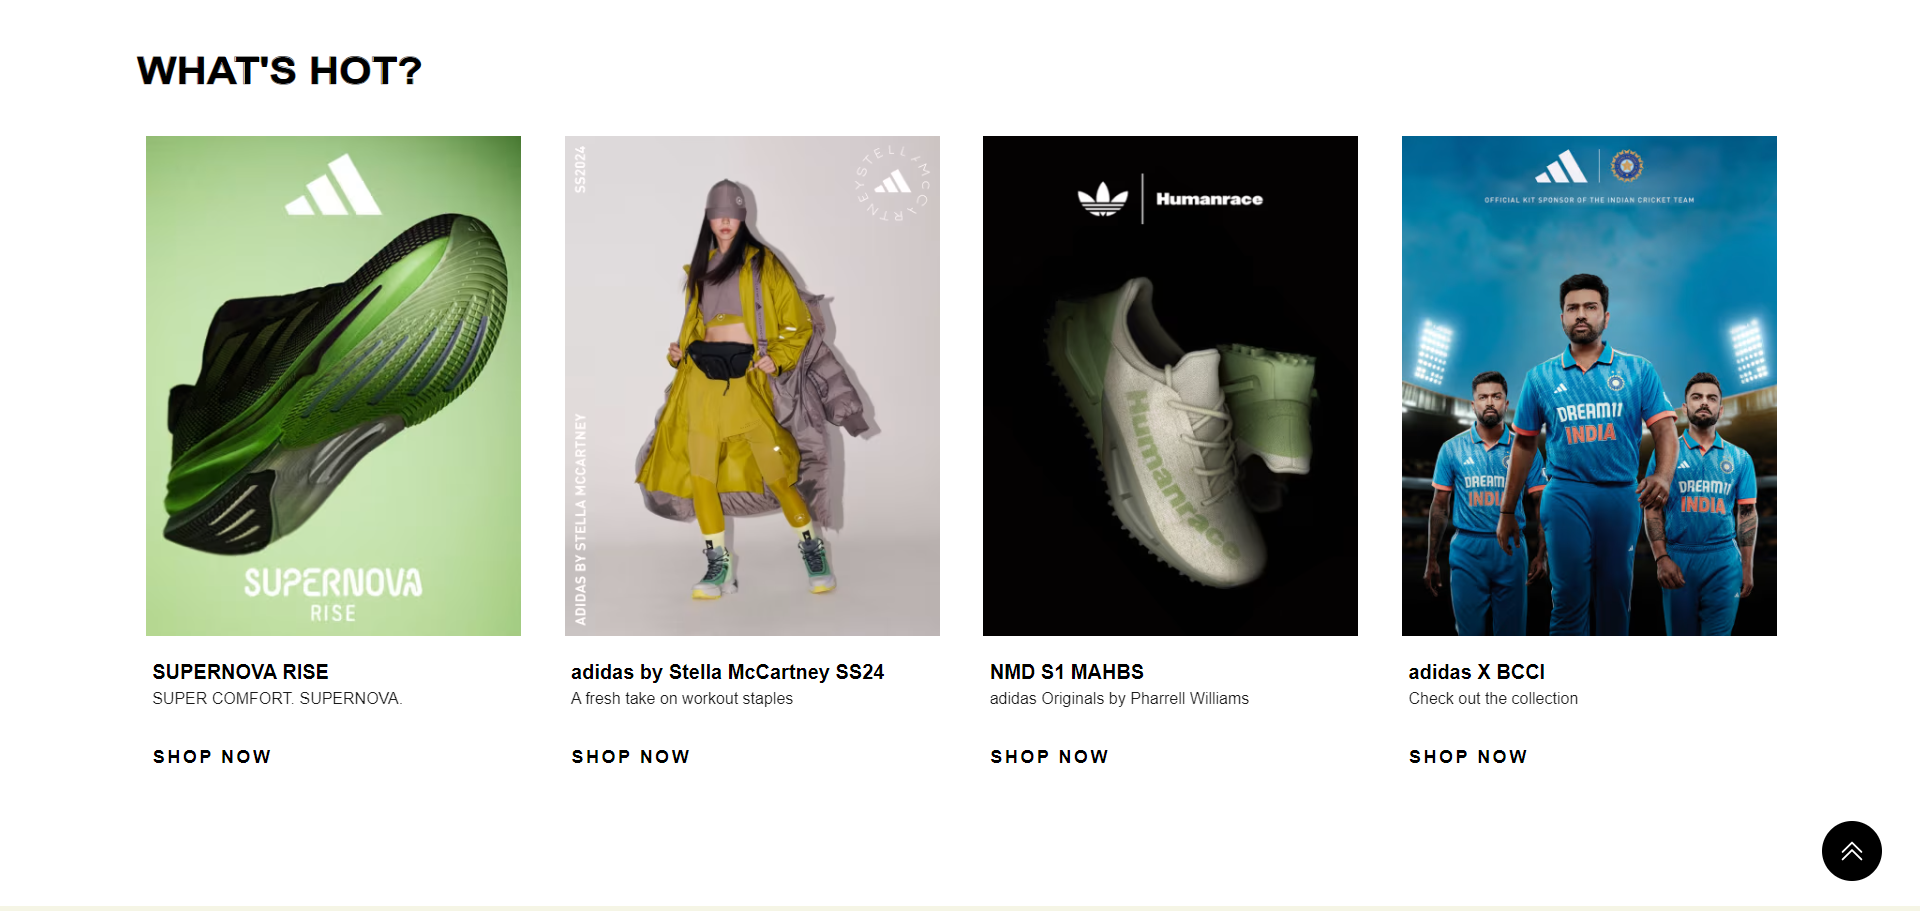 WHAT'S HOT?
SUPERNOVA
RISE
SUPERNOVA RISE
SUPER COMFORT. SUPERNOVA.
SHOP NOW
SS2024
STELLA MCCARTNEY
ADIDAS BY STELLA MCCARTNEY
adidas by Stella McCartney SS24
A fresh take on workout staples
SHOP NOW
Humanrace
Humanrace
NMD S1 MAHBS
adidas Originals by Pharrell Williams
SHOP NOW
OFFICIAL KIT SPONSOR OF THE INDIAN CRICKET TEAM
DREAM11
INDIA
DREAM
INDI
DREAM11
INDIA
adidas X BCCI
Check out the collection
SHOP NOW